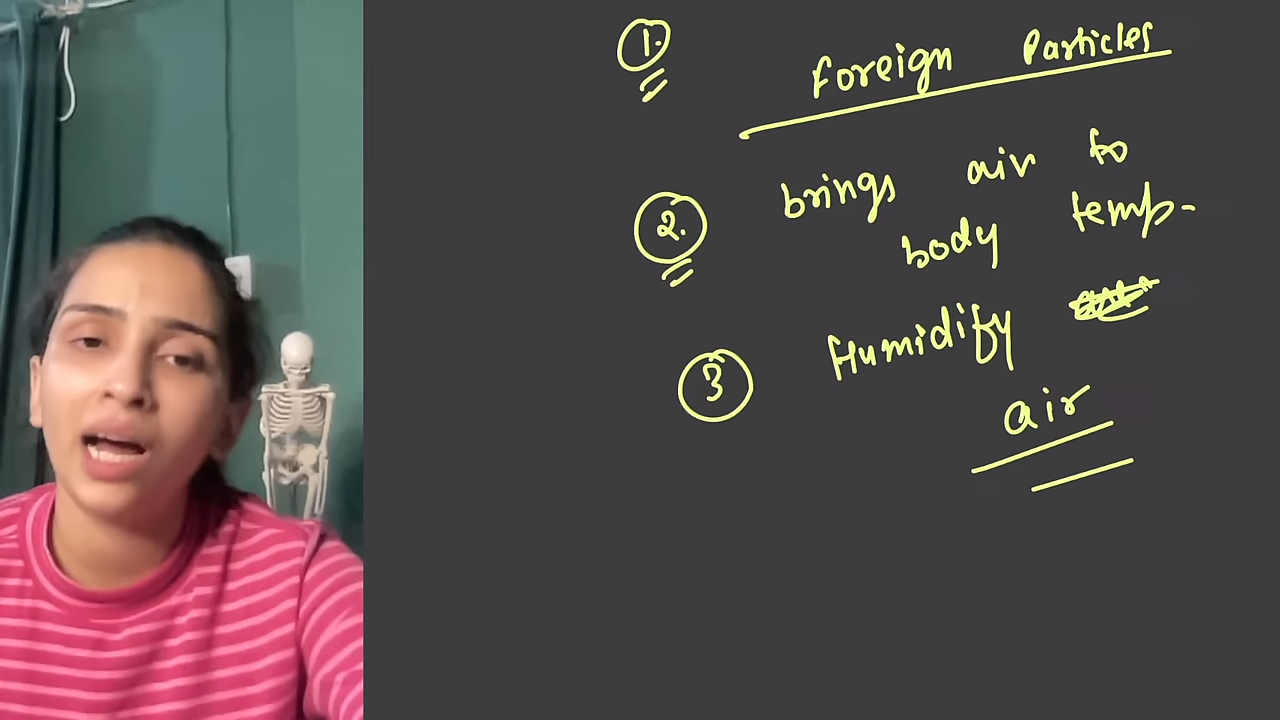 1.
Foreign Particles
2. brings air to
body temp.
3 Humidify
air